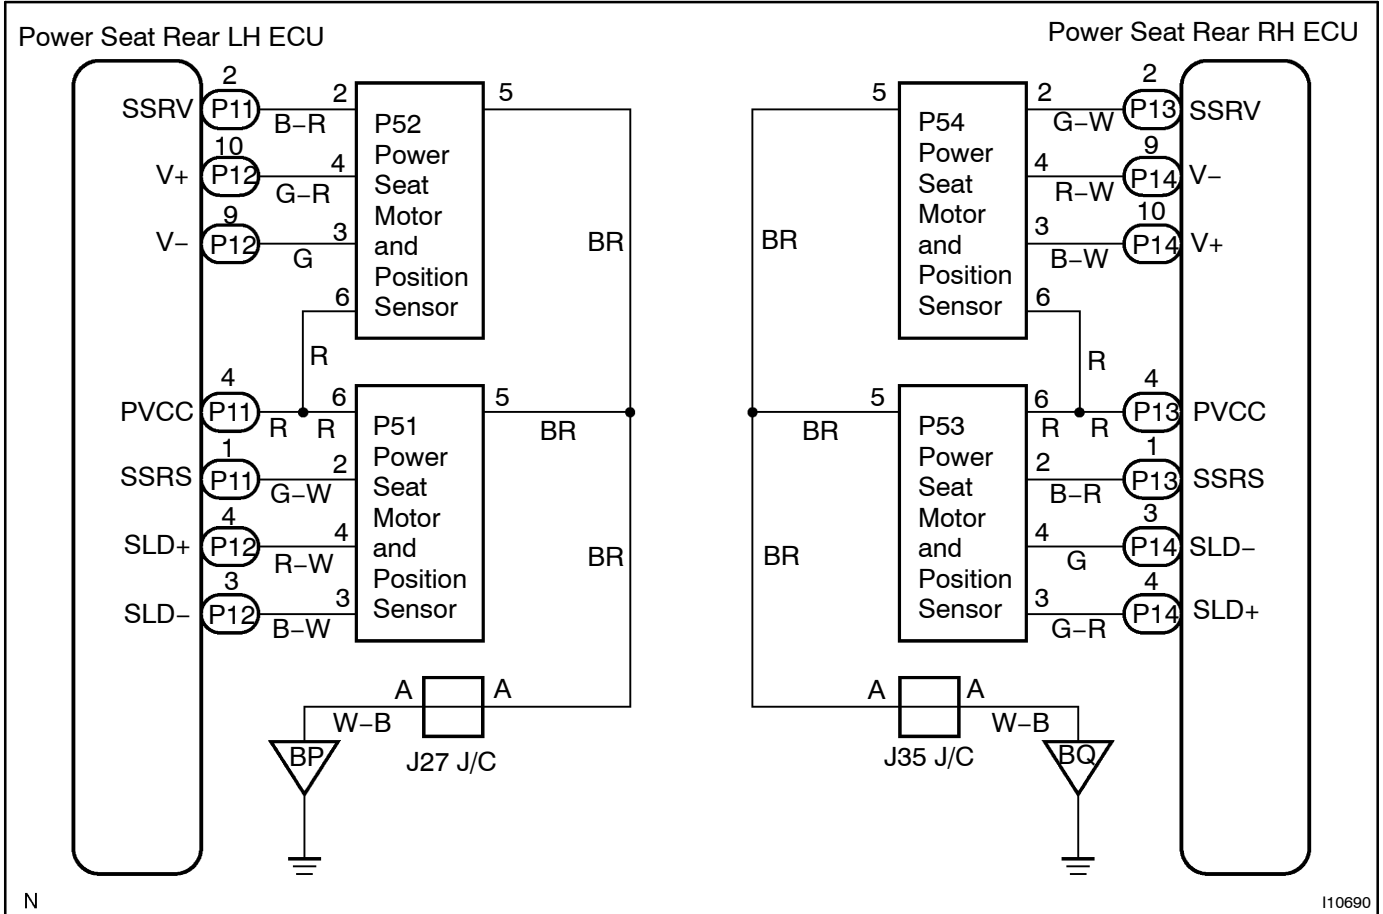 Power Seat Rear LH ECU
Power Seat Rear RH ECU
SSRV
2
P11
B–R
2
5
V+
10
P12
G–R
4
V–
9
P12
G
3
6
R
P52
Power
Seat
Motor
and
Position
Sensor
BR
PVCC
4
P11
R
R
6
5
BR
SSRS
1
P11
G–W
2
SLD+
4
P12
R–W
4
SLD–
3
P12
B–W
3
P51
Power
Seat
Motor
and
Position
Sensor
BR
A
A
W–B
J27 J/C
BP
5
2
G–W
2
P13
SSRV
4
R–W
9
P14
V–
3
B–W
10
P14
V+
6
R
P54
Power
Seat
Motor
and
Position
Sensor
BR
5
BR
6
R
R
4
P13
PVCC
2
B–R
1
P13
SSRS
4
G
3
P14
SLD–
3
G–R
4
P14
SLD+
P53
Power
Seat
Motor
and
Position
Sensor
BR
A
A
W–B
J35 J/C
BQ
N
I10690